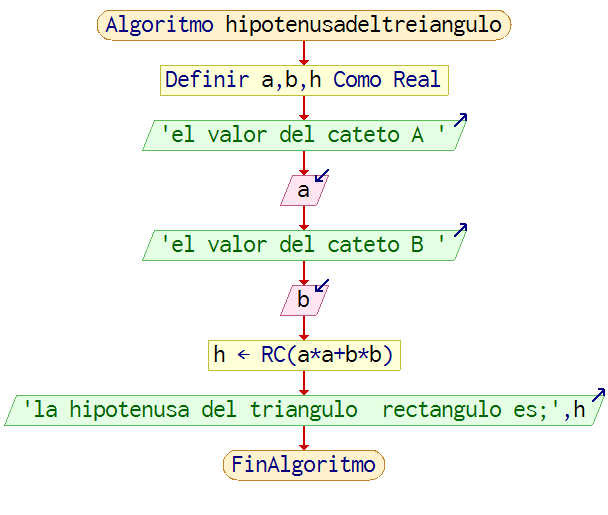 Algoritmo hipotenusadeltreiangulo
Definir a,b,h Como Real
'el valor del cateto A '
a
'el valor del cateto B '
b
h ← RC(a*a+b*b)
'la hipotenusa del triangulo  rectangulo es;',h
FinAlgoritmo